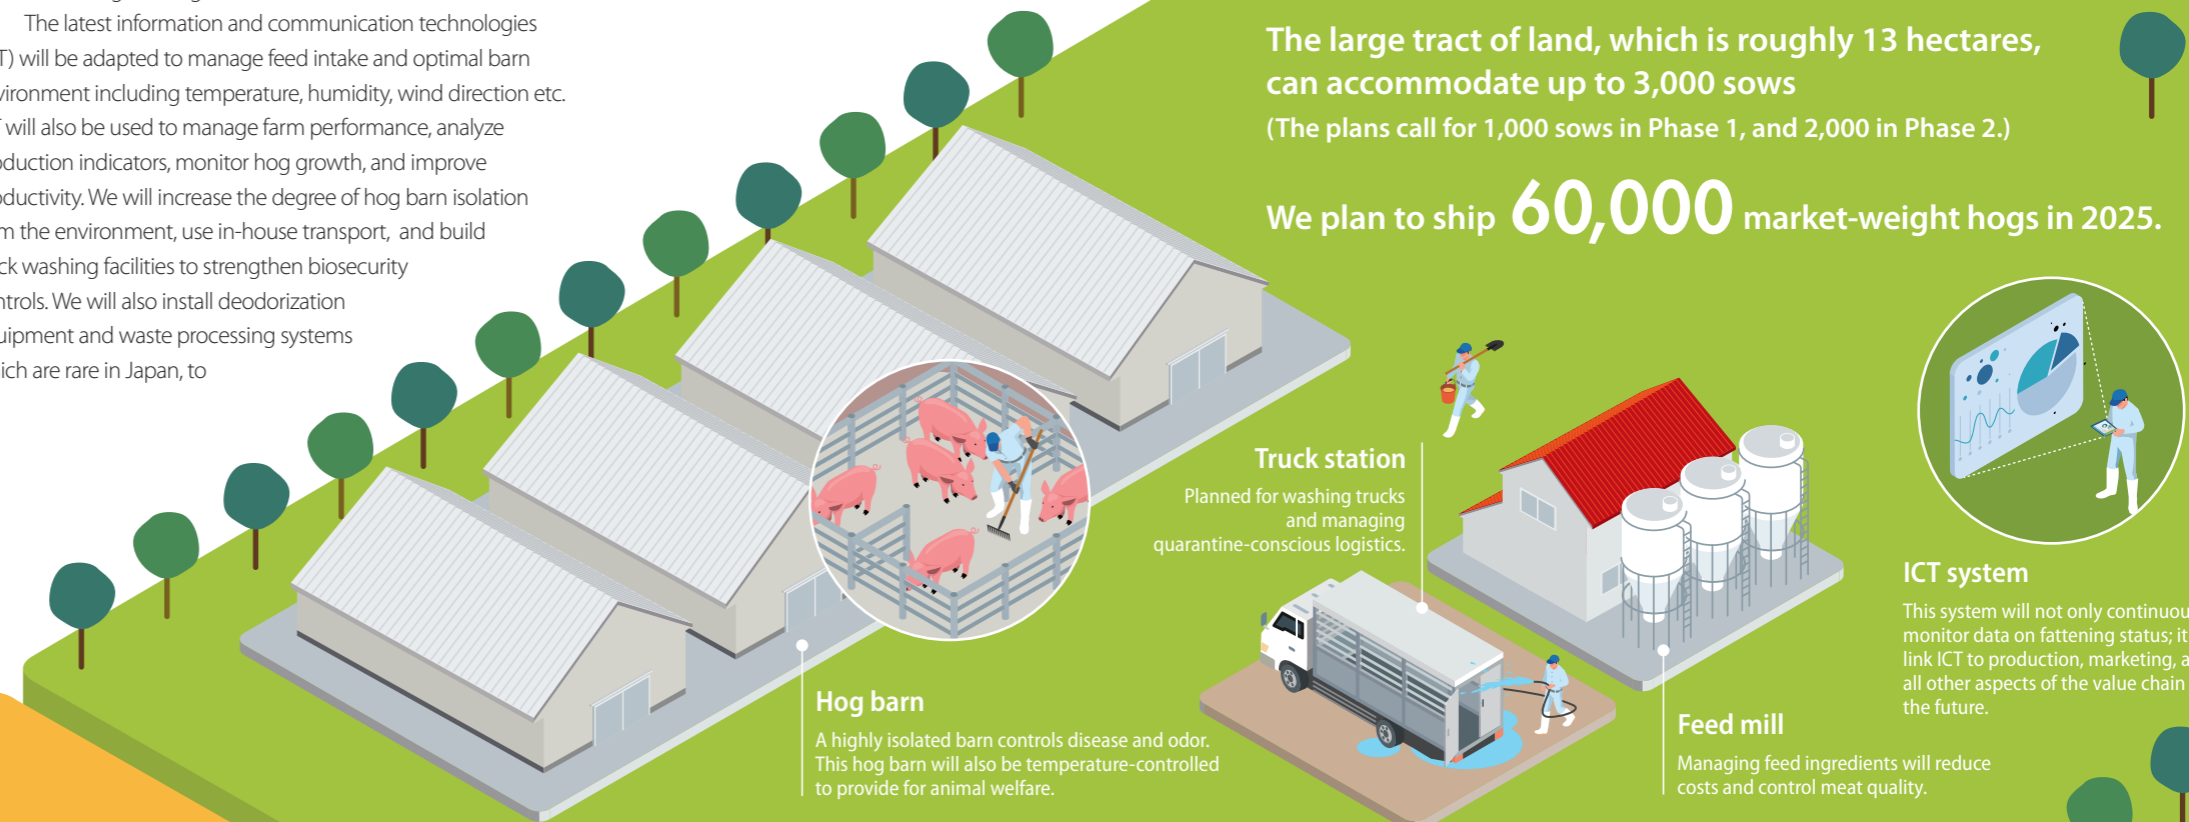 The latest information and communication technologies
T) will be adapted to manage feed intake and optimal barn
vironment including temperature, humidity, wind direction etc.
will also be used to manage farm performance, analyze
oduction indicators, monitor hog growth, and improve
oductivity. We will increase the degree of hog barn isolation
m the environment, use in-house transport, and build
ck washing facilities to strengthen biosecurity
ntrols. We will also install deodorization
uipment and waste processing systems
ich are rare in Japan, to
The large tract of land, which is roughly 13 hectares,
can accommodate up to 3,000 sows
(The plans call for 1,000 sows in Phase 1, and 2,000 in Phase 2.)
We plan to ship 60,000 market-weight hogs in 2025.
Truck station
Planned for washing trucks
and managing
quarantine-conscious logistics.
ICT system
This system will not only continuou
monitor data on fattening status; it
link ICT to production, marketing, a
all other aspects of the value chain
the future.
Hog barn
A highly isolated barn controls disease and odor.
This hog barn will also be temperature-controlled
to provide for animal welfare.
Feed mill
Managing feed ingredients will reduce
costs and control meat quality.